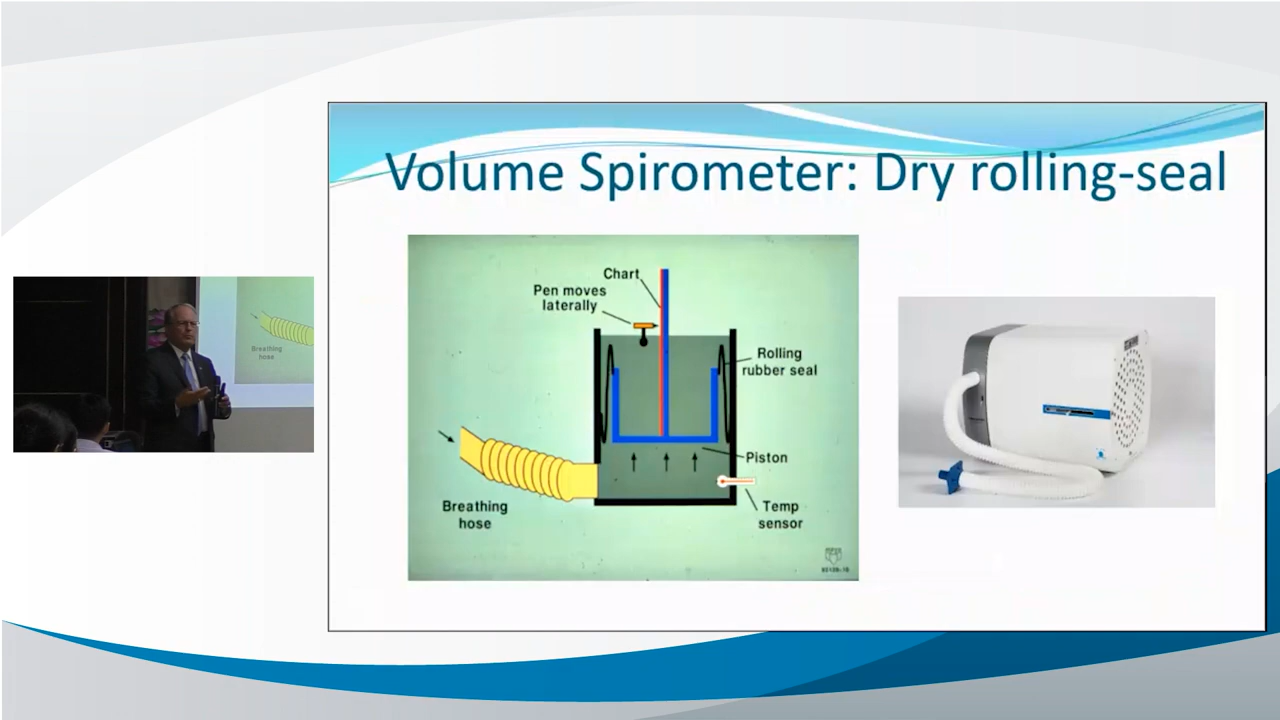 Volume Spirometer: Dry rolling-seal
Chart
Pen moves
laterally
Rolling
rubber seal
Piston
Temp
sensor
Breathing
hose
Breathing
hose